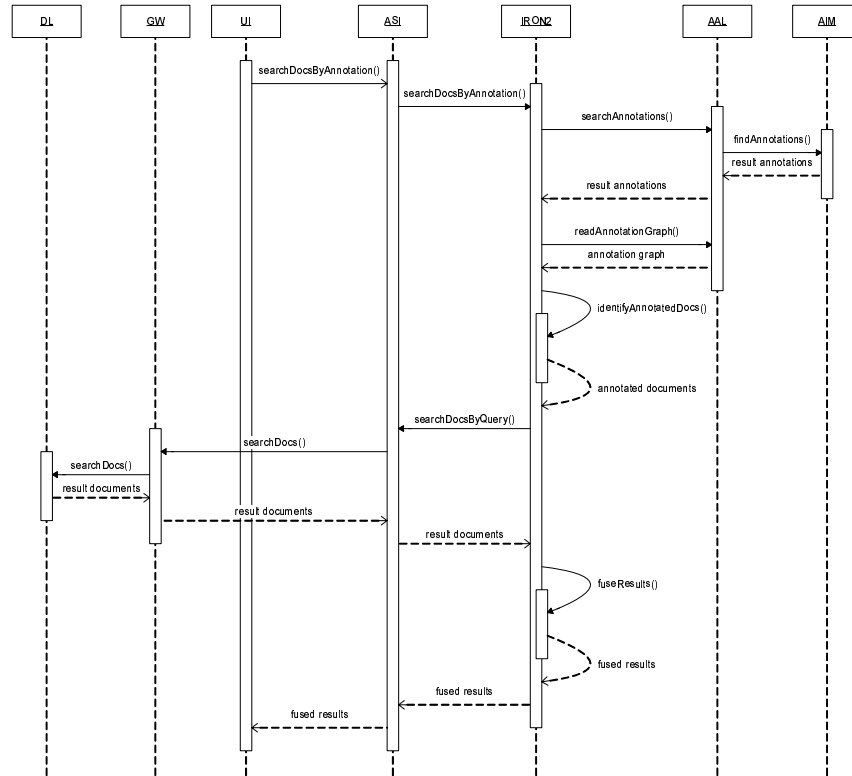 DL
GW
UI
ASI
IRON2
AAL
AIM
searchDocsByAnnotation()
searchDocsByAnnotation()
searchAnnotations()
findAnnotations()
result annotations
result annotations
readAnnotationGraph()
annotation graph
identifyAnnotatedDocs()
annotated documents
searchDocsByQuery()
searchDocs()
searchDocs()
result documents
result documents
result documents
fuseResults()
fused results
fused results
fused results